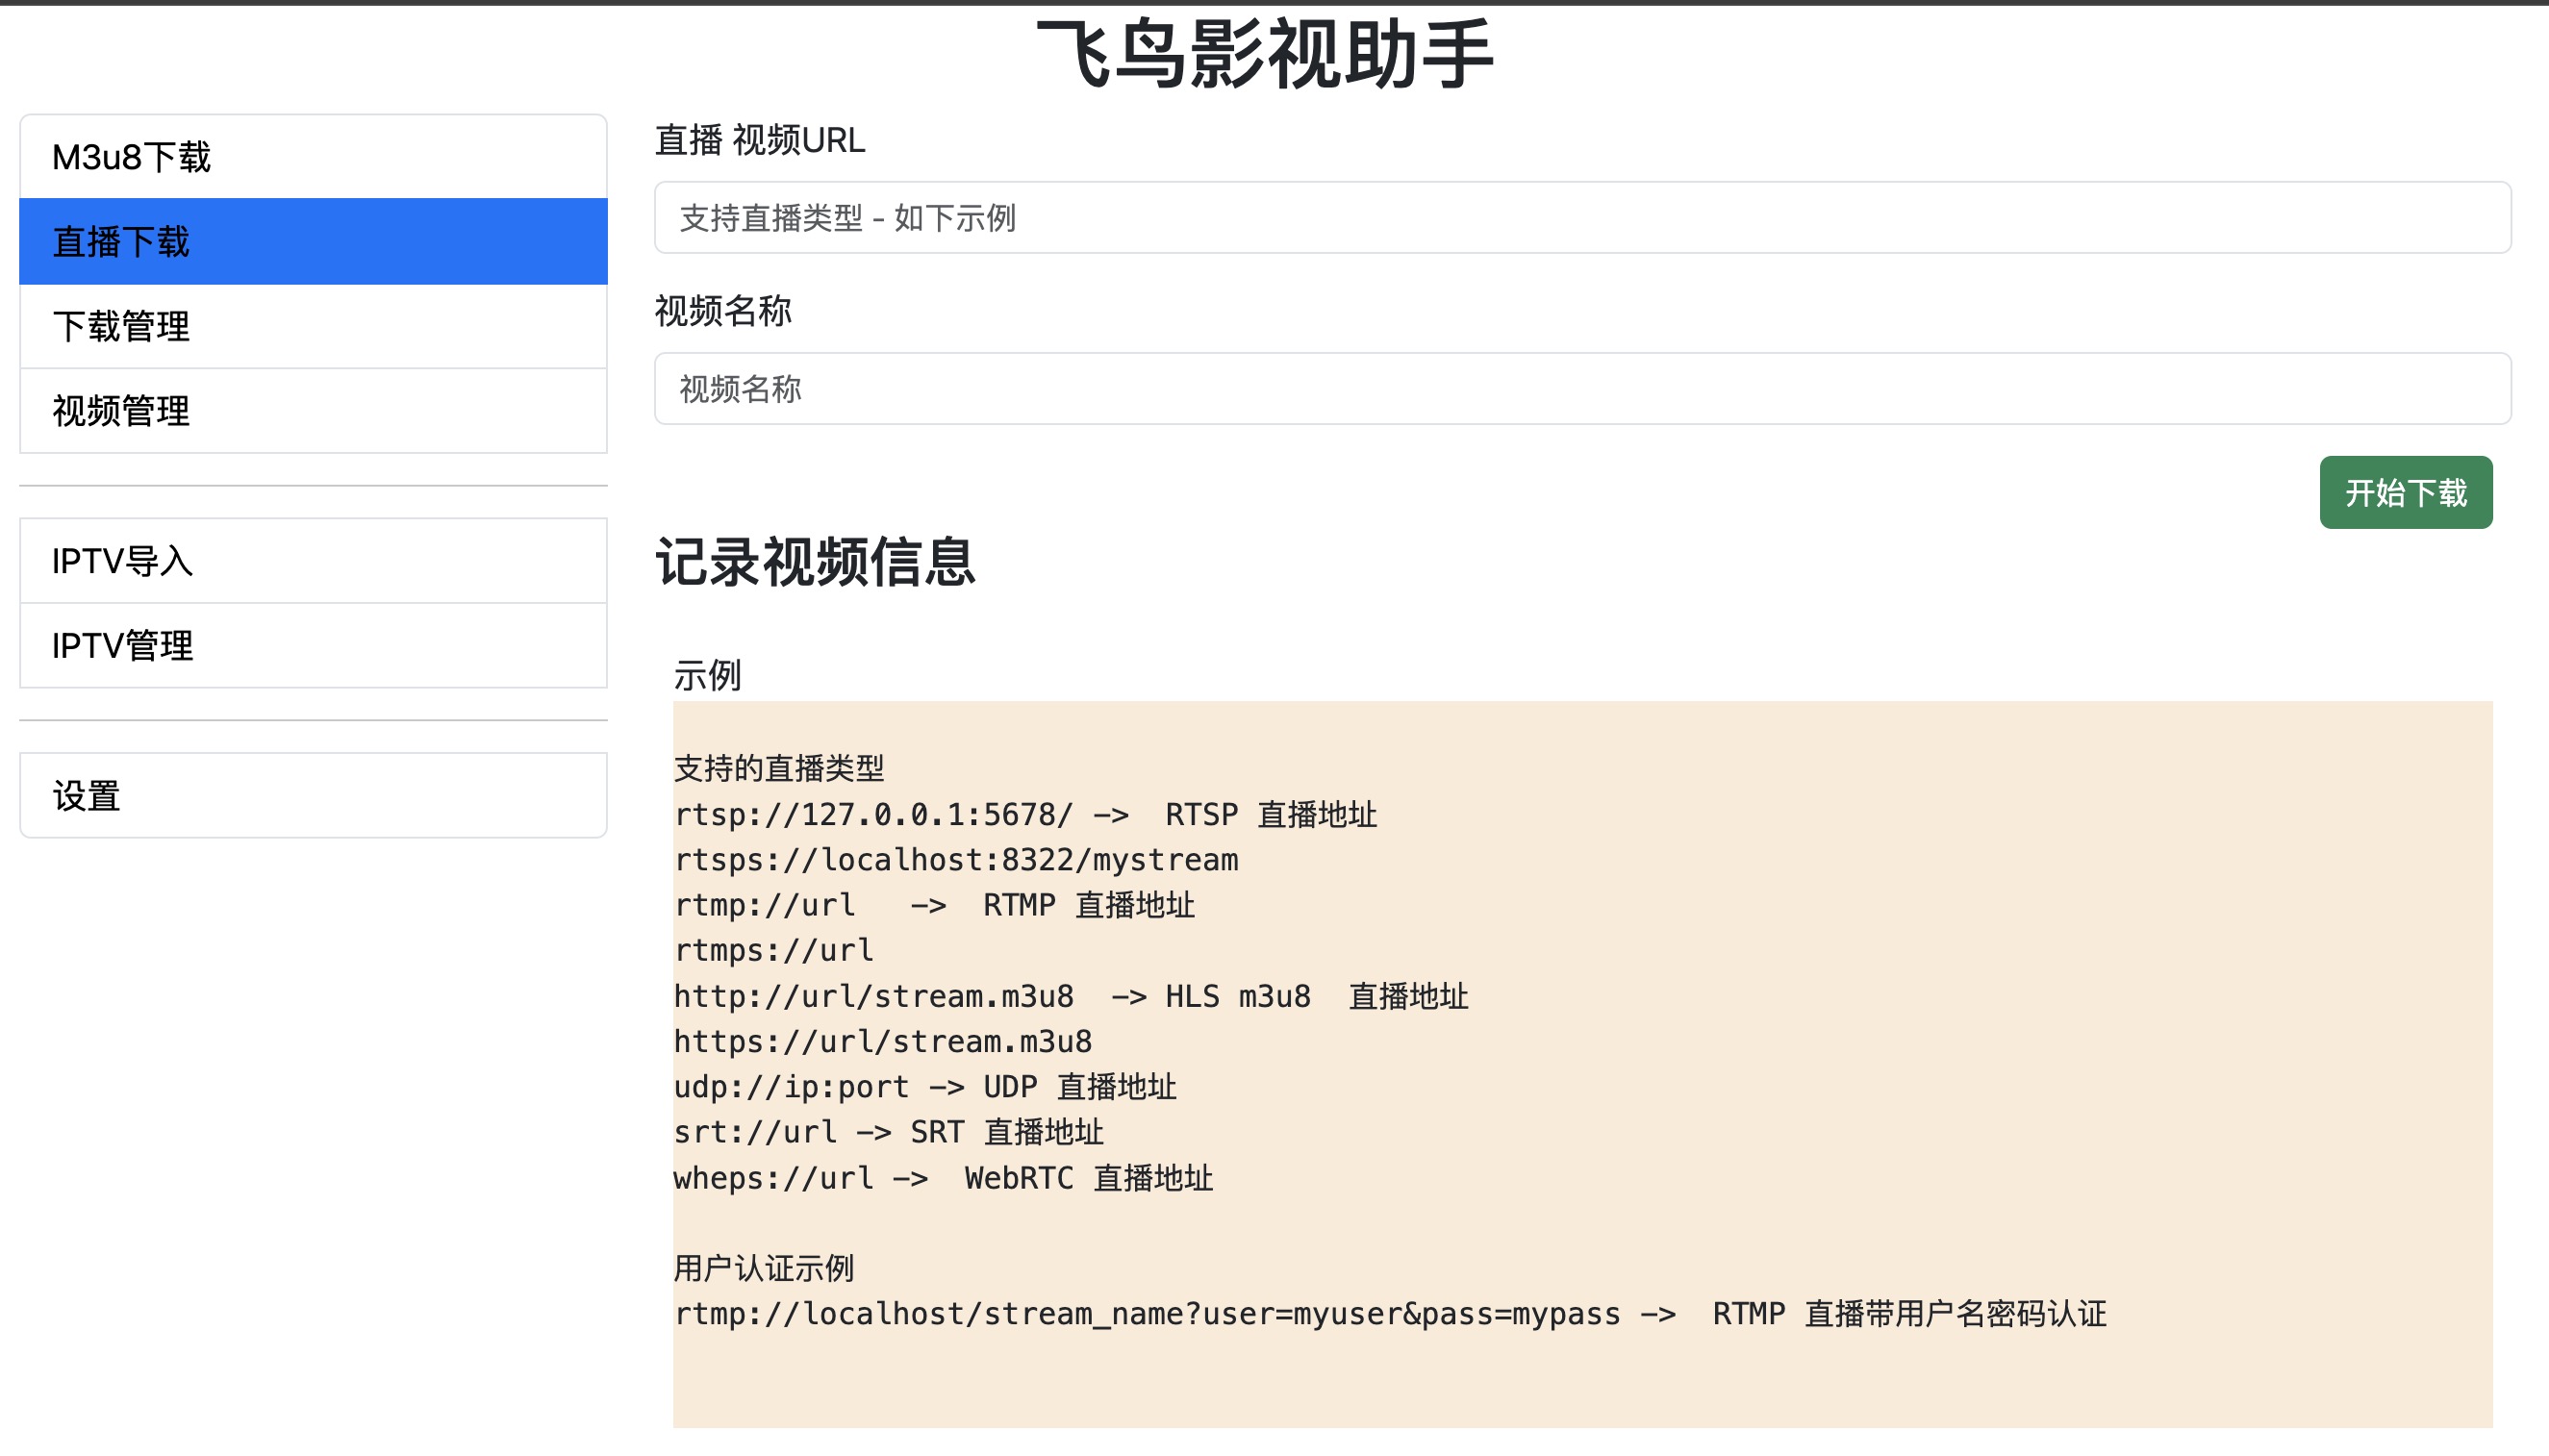 飞鸟影视助手
M3u8下载
直播下载
下载管理
视频管理
IPTV导入
IPTV管理
设置
直播 视频URL
支持直播类型 - 如下示例
视频名称
视频名称
开始下载
记录视频信息
示例
支持的直播类型
rtsp://127.0.0.1:5678/ —>  RTSP 直播地址
rtsps://localhost:8322/mystream
rtmp://url   —>  RTMP 直播地址
rtmps://url
http://url/stream.m3u8  —> HLS m3u8  直播地址
https://url/stream.m3u8
udp://ip:port —> UDP 直播地址
srt://url —> SRT 直播地址
wheps://url —>  WebRTC 直播地址
用户认证示例
rtmp://localhost/stream_name?user=myuser&pass=mypass —>  RTMP 直播带用户名密码认证